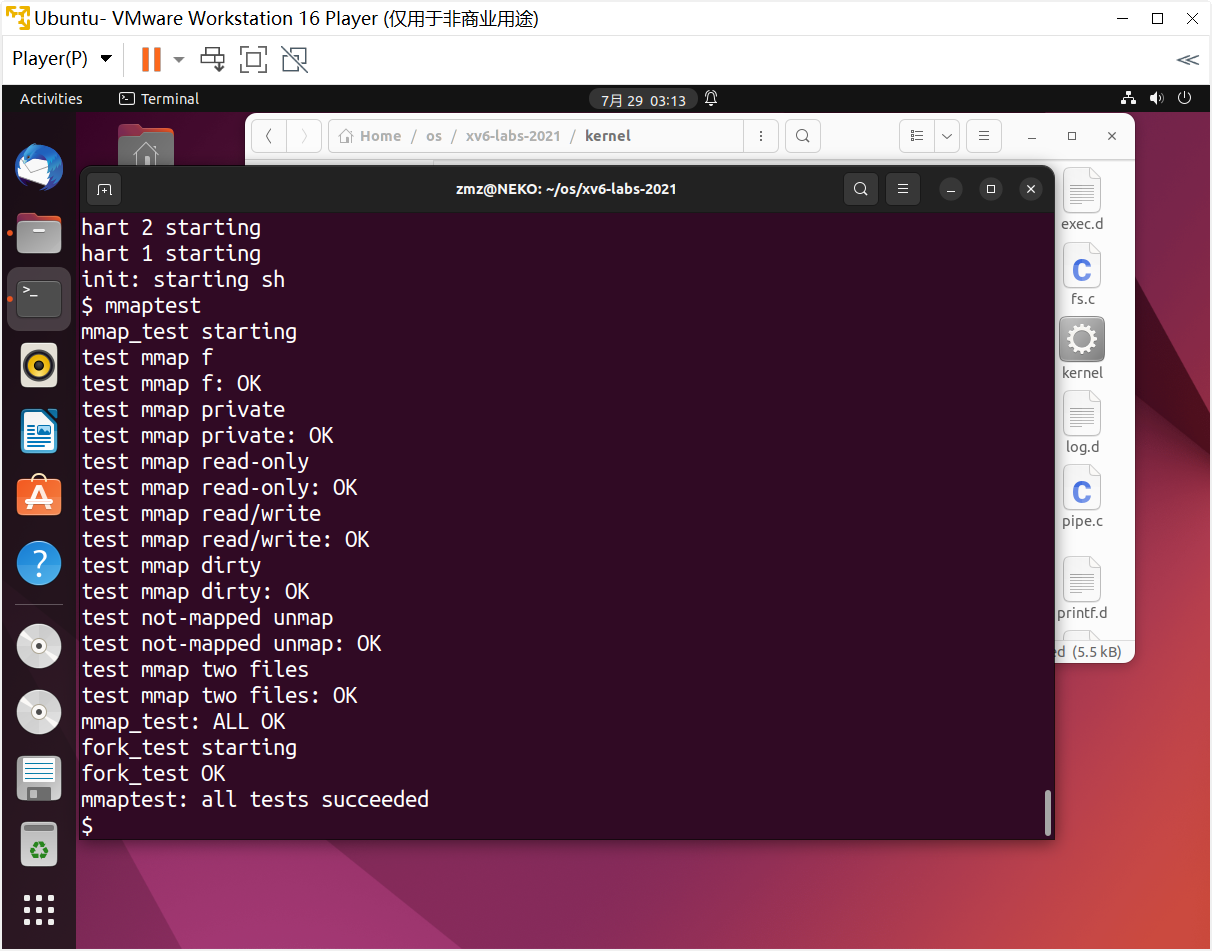 Ubuntu- VMware Workstation 16 Player (仅用于非商业用途)
Player(P)
Activities
Terminal
7月 29 03:13
Home / os / xv6-labs-2021 / kernel
zmz@NEKO: ~/os/xv6-labs-2021
hart 2 starting
hart 1 starting
init: starting sh
$ mmaptest
mmap_test starting
test mmap f
test mmap f: OK
test mmap private
test mmap private: OK
test mmap read-only
test mmap read-only: OK
test mmap read/write
test mmap read/write: OK
test mmap dirty
test mmap dirty: OK
test not-mapped unmap
test not-mapped unmap: OK
test mmap two files
test mmap two files: OK
mmap_test: ALL OK
fork_test starting
fork_test OK
mmaptest: all tests succeeded
$
exec.d
fs.c
kernel
log.d
pipe.c
printf.d
ed (5.5 kB)